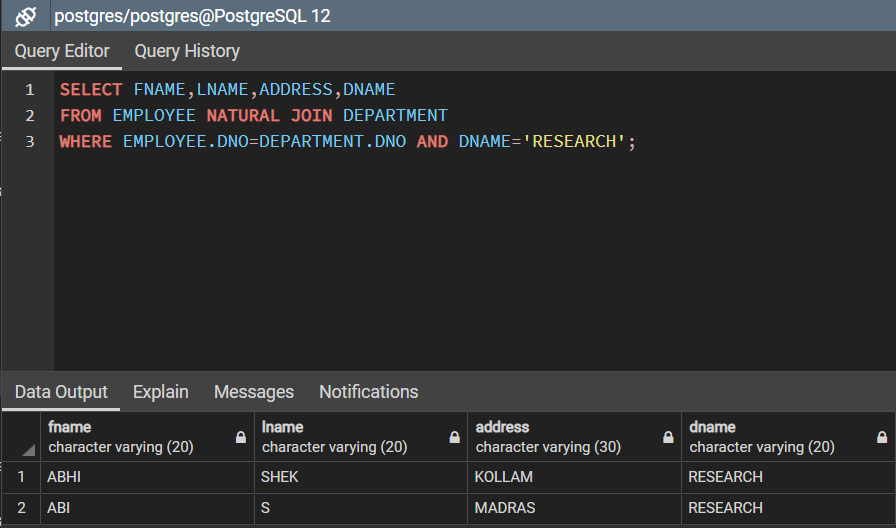 postgres/postgres@PostgreSQL 12
Query Editor Query History
1 SELECT FNAME,LNAME,ADDRESS,DNAME
2 FROM EMPLOYEE NATURAL JOIN DEPARTMENT
3 WHERE EMPLOYEE.DNO=DEPARTMENT.DNO AND DNAME='RESEARCH';
Data Output Explain Messages Notifications
fname lname address dname
character varying (20) character varying (20) character varying (30) character varying (20)
1 ABHI SHEK KOLLAM RESEARCH
2 ABI S MADRAS RESEARCH